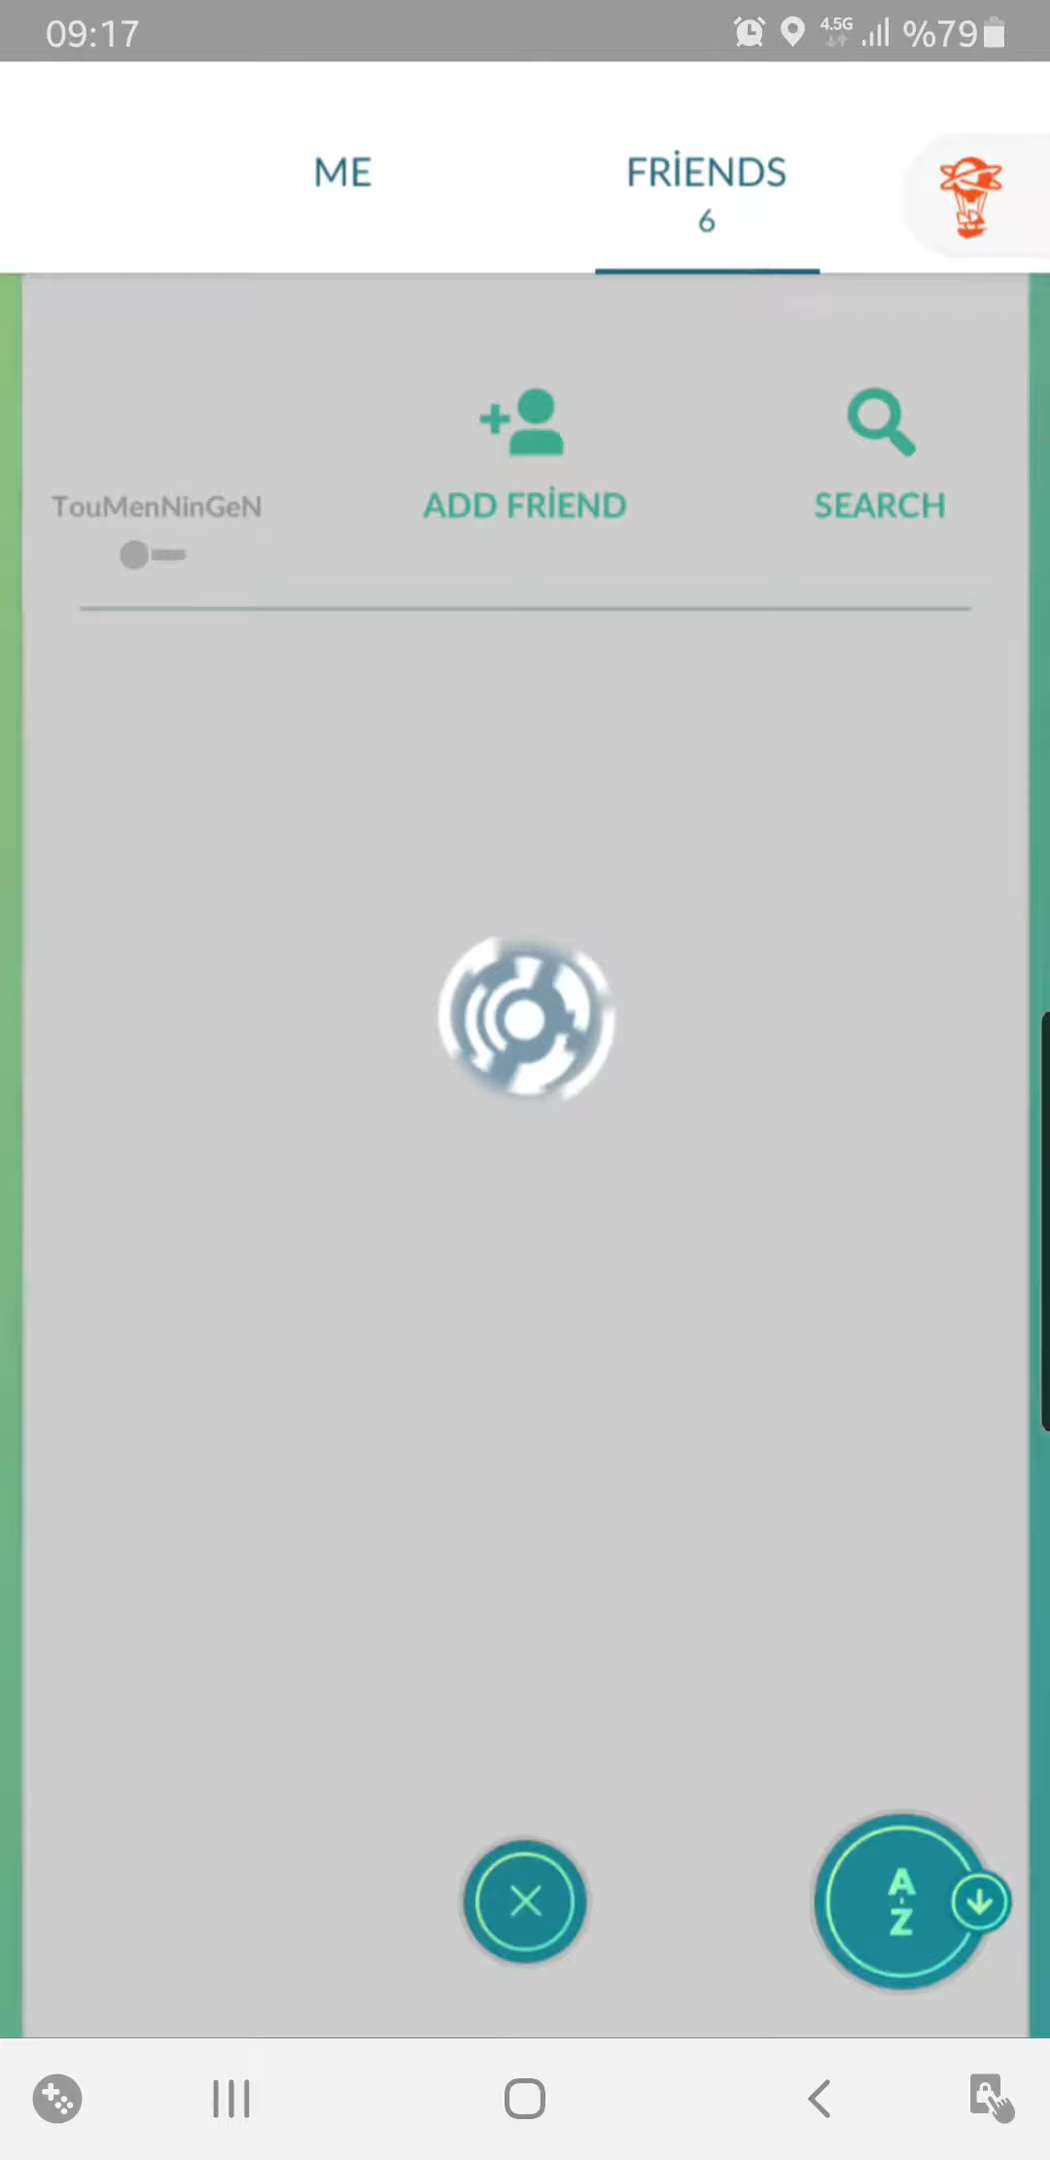 09:17
4.5G %79
ME
FRİENDS
6
TouMenNinGeN
ADD FRİEND
SEARCH
A-Z